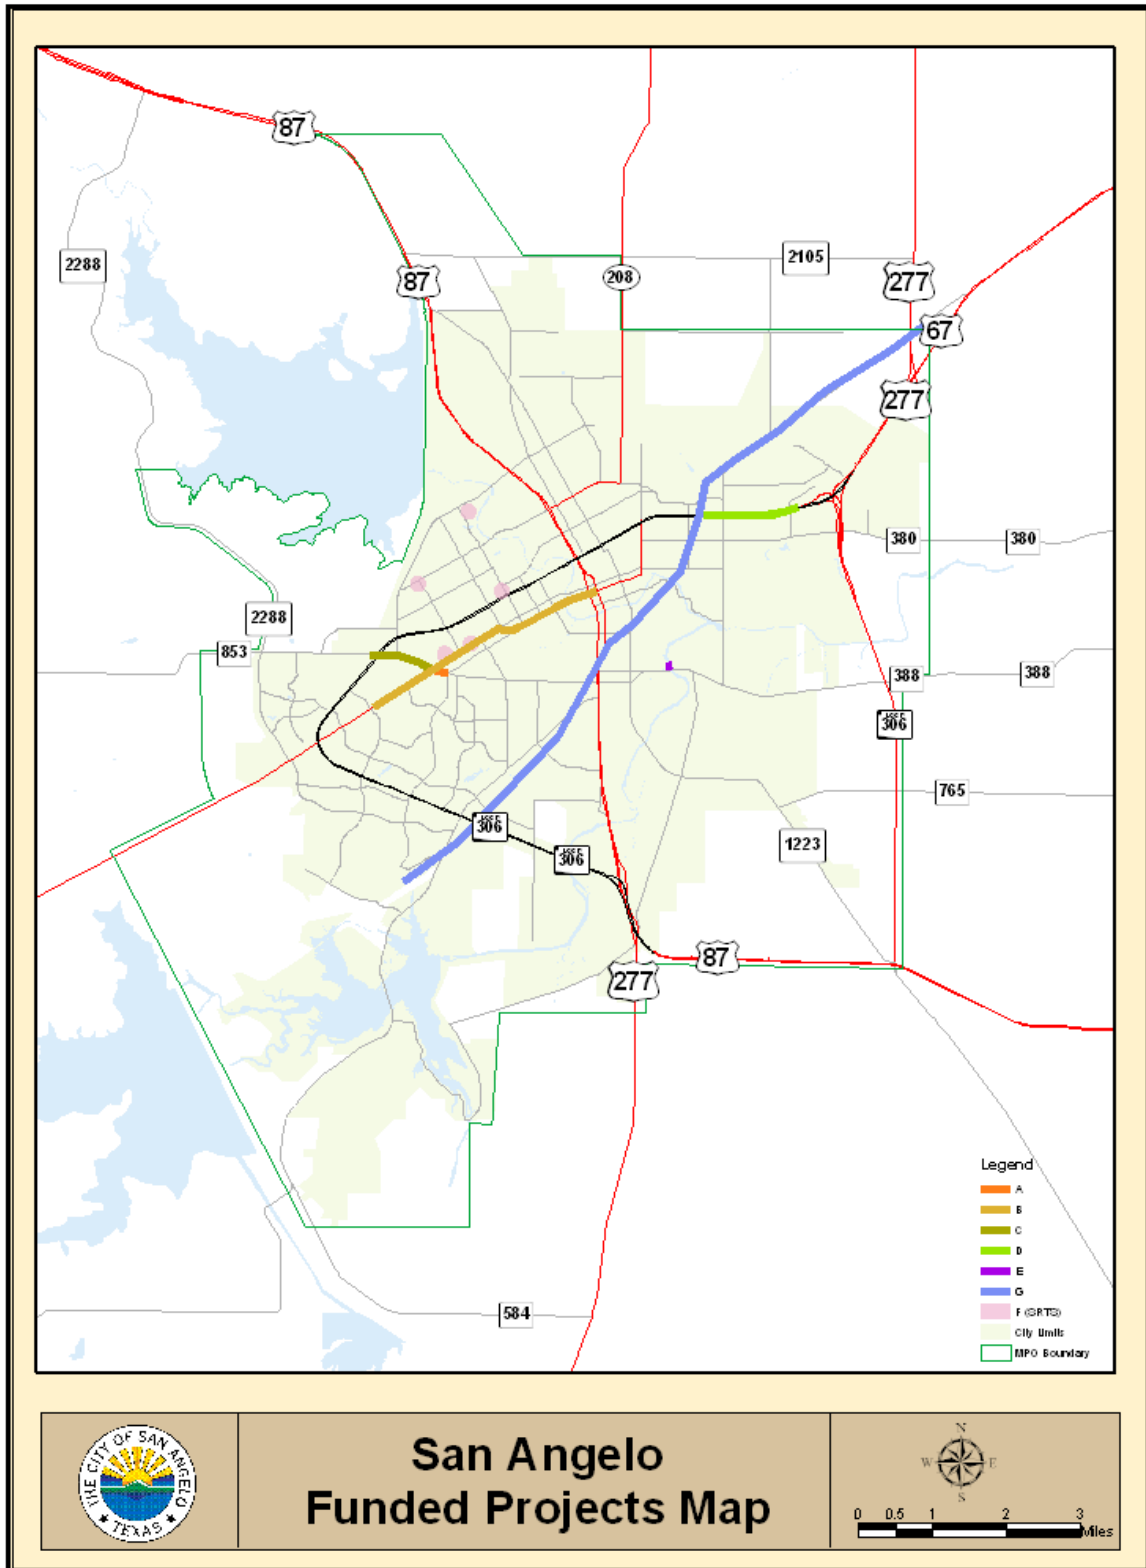 87
2288
87
208
2105
277
67
277
380
380
2288
853
388
388
306
765
306
1223
306
87
277
584
Legend
A
B
C
D
E
G
F (SRTS)
City Limits
MPO Boundary
THE CITY OF SAN ANGELO
TEXAS
San Angelo
Funded Projects Map
N
W E
S
0 0.5 1 2 3
Miles